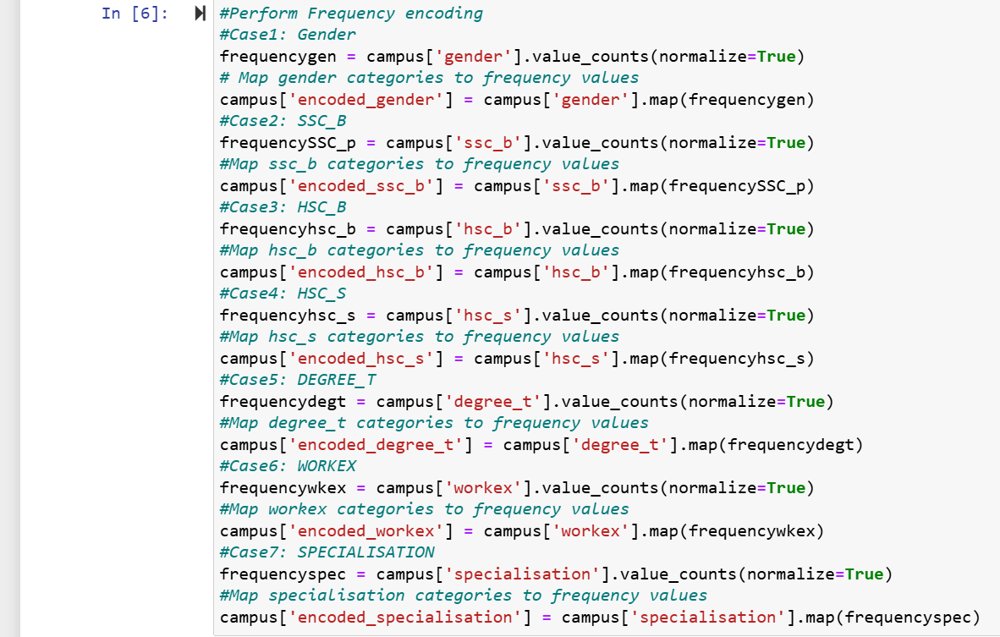 In [6]: #Perform Frequency encoding
#Case1: Gender
frequencygen = campus['gender'].value_counts(normalize=True)
# Map gender categories to frequency values
campus['encoded_gender'] = campus['gender'].map(frequencygen)
#Case2: SSC_B
frequencySSC_p = campus['ssc_b'].value_counts(normalize=True)
#Map ssc_b categories to frequency values
campus['encoded_ssc_b'] = campus['ssc_b'].map(frequencySSC_p)
#Case3: HSC_B
frequencyhsc_b = campus['hsc_b'].value_counts(normalize=True)
#Map hsc_b categories to frequency values
campus['encoded_hsc_b'] = campus['hsc_b'].map(frequencyhsc_b)
#Case4: HSC_S
frequencyhsc_s = campus['hsc_s'].value_counts(normalize=True)
#Map hsc_s categories to frequency values
campus['encoded_hsc_s'] = campus['hsc_s'].map(frequencyhsc_s)
#Case5: DEGREE_T
frequencydegt = campus['degree_t'].value_counts(normalize=True)
#Map degree_t categories to frequency values
campus['encoded_degree_t'] = campus['degree_t'].map(frequencydegt)
#Case6: WORKEX
frequencywkex = campus['workex'].value_counts(normalize=True)
#Map workex categories to frequency values
campus['encoded_workex'] = campus['workex'].map(frequencywkex)
#Case7: SPECIALISATION
frequencyspec = campus['specialisation'].value_counts(normalize=True)
#Map specialisation categories to frequency values
campus['encoded_specialisation'] = campus['specialisation'].map(frequencyspec)